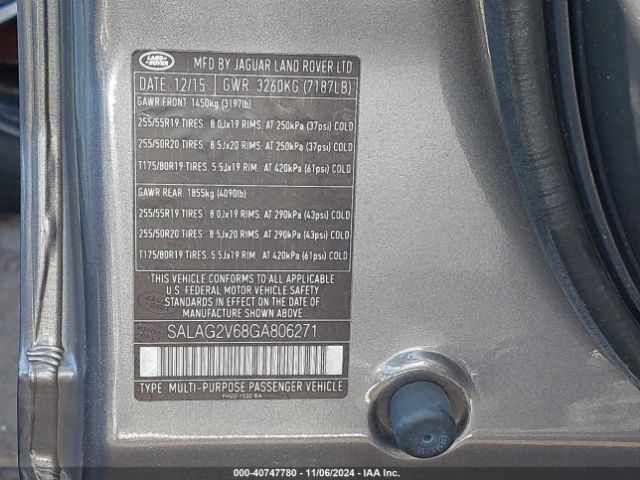 LAND ROVER
MFD BY JAGUAR LAND ROVER LTD
DATE 12/15 GWR 3260KG (7187LB)
GAWR FRONT 1450kg (3197lb)
255/55R19 TIRES. 8.0Jx19 RIMS. AT 250kPa (37psi) COLD
255/50R20 TIRES. 8.5Jx20 RIMS. AT 250kPa (37psi) COLD
T175/80R19 TIRES. 5.5Jx19 RIM. AT 420kPa (61psi) COLD
GAWR REAR: 1855kg (4090lb)
255/55R19 TIRES 8.0Jx19 RIMS. AT 290kPa (43psi) COLD
255/50R20 TIRES 8.5Jx20 RIMS. AT 290kPa (43psi) COLD
T175/80R19 TIRES 5.5Jx19 RIM. AT 420kPa (61psi) COLD
THIS VEHICLE CONFORMS TO ALL APPLICABLE
U.S. FEDERAL MOTOR VEHICLE SAFETY
STANDARDS IN EFFECT ON THE DATE OF
MANUFACTURE SHOWN ABOVE
SALAG2V68GA806271
TYPE: MULTI-PURPOSE PASSENGER VEHICLE
000-40747780 - 11/06/2024 - IAA Inc.